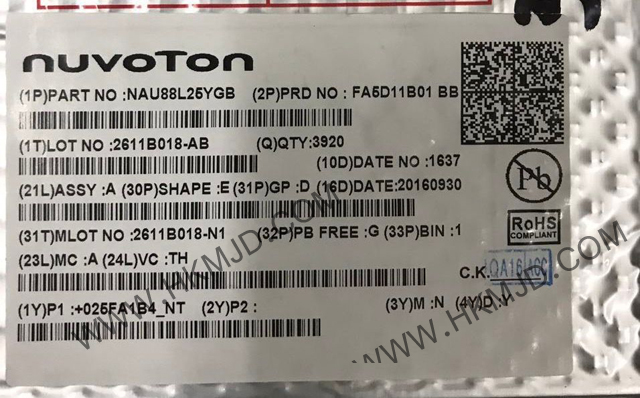 nuvoTon
(1P)PART NO :NAU88L25YGB (2P)PRD NO : FA5D11B01 BB
(1T)LOT NO :2611B018-AB (Q)QTY:3920
(10D)DATE NO :1637
(21L)ASSY :A (30P)SHAPE :E (31P)GP :D (16D)DATE:20160930
Pb
(31T)MLOT NO :2611B018-N1 (32P)PB FREE :G (33P)BIN :1
RoHS
COMPLIANT
(23L)MC :A (24L)VC :TH
C.K.
QA16
(1Y)P1 :+025FA1B4_NT (2Y)P2 : (3Y)M :N (4Y)D :Y
WWW.HKMJD.COM
WWW.HKMJD.COM